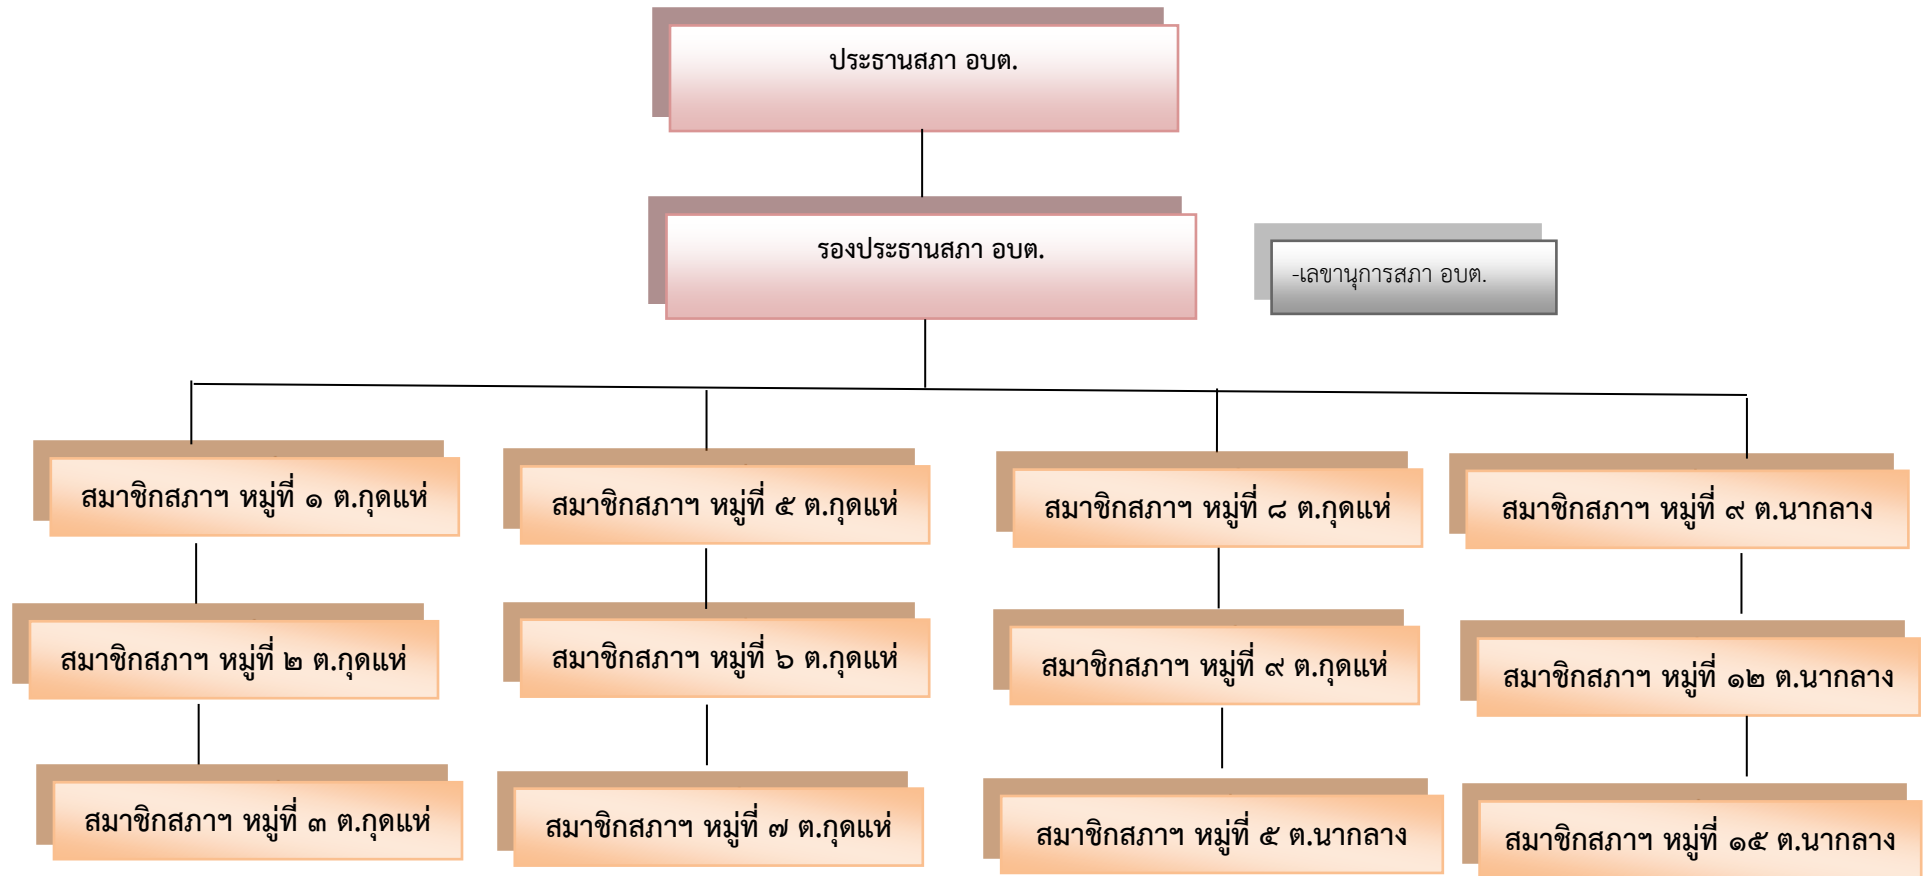 ประธานสภา อบต.
รองประธานสภา อบต.
-เลขานุการสภา อบต.
สมาชิกสภาฯ หมู่ที่ ๑ ต.กุดแห่
สมาชิกสภาฯ หมู่ที่ ๕ ต.กุดแห่
สมาชิกสภาฯ หมู่ที่ ๘ ต.กุดแห่
สมาชิกสภาฯ หมู่ที่ ๙ ต.นากลาง
สมาชิกสภาฯ หมู่ที่ ๒ ต.กุดแห่
สมาชิกสภาฯ หมู่ที่ ๖ ต.กุดแห่
สมาชิกสภาฯ หมู่ที่ ๙ ต.กุดแห่
สมาชิกสภาฯ หมู่ที่ ๑๒ ต.นากลาง
สมาชิกสภาฯ หมู่ที่ ๓ ต.กุดแห่
สมาชิกสภาฯ หมู่ที่ ๗ ต.กุดแห่
สมาชิกสภาฯ หมู่ที่ ๕ ต.นากลาง
สมาชิกสภาฯ หมู่ที่ ๑๕ ต.นากลาง